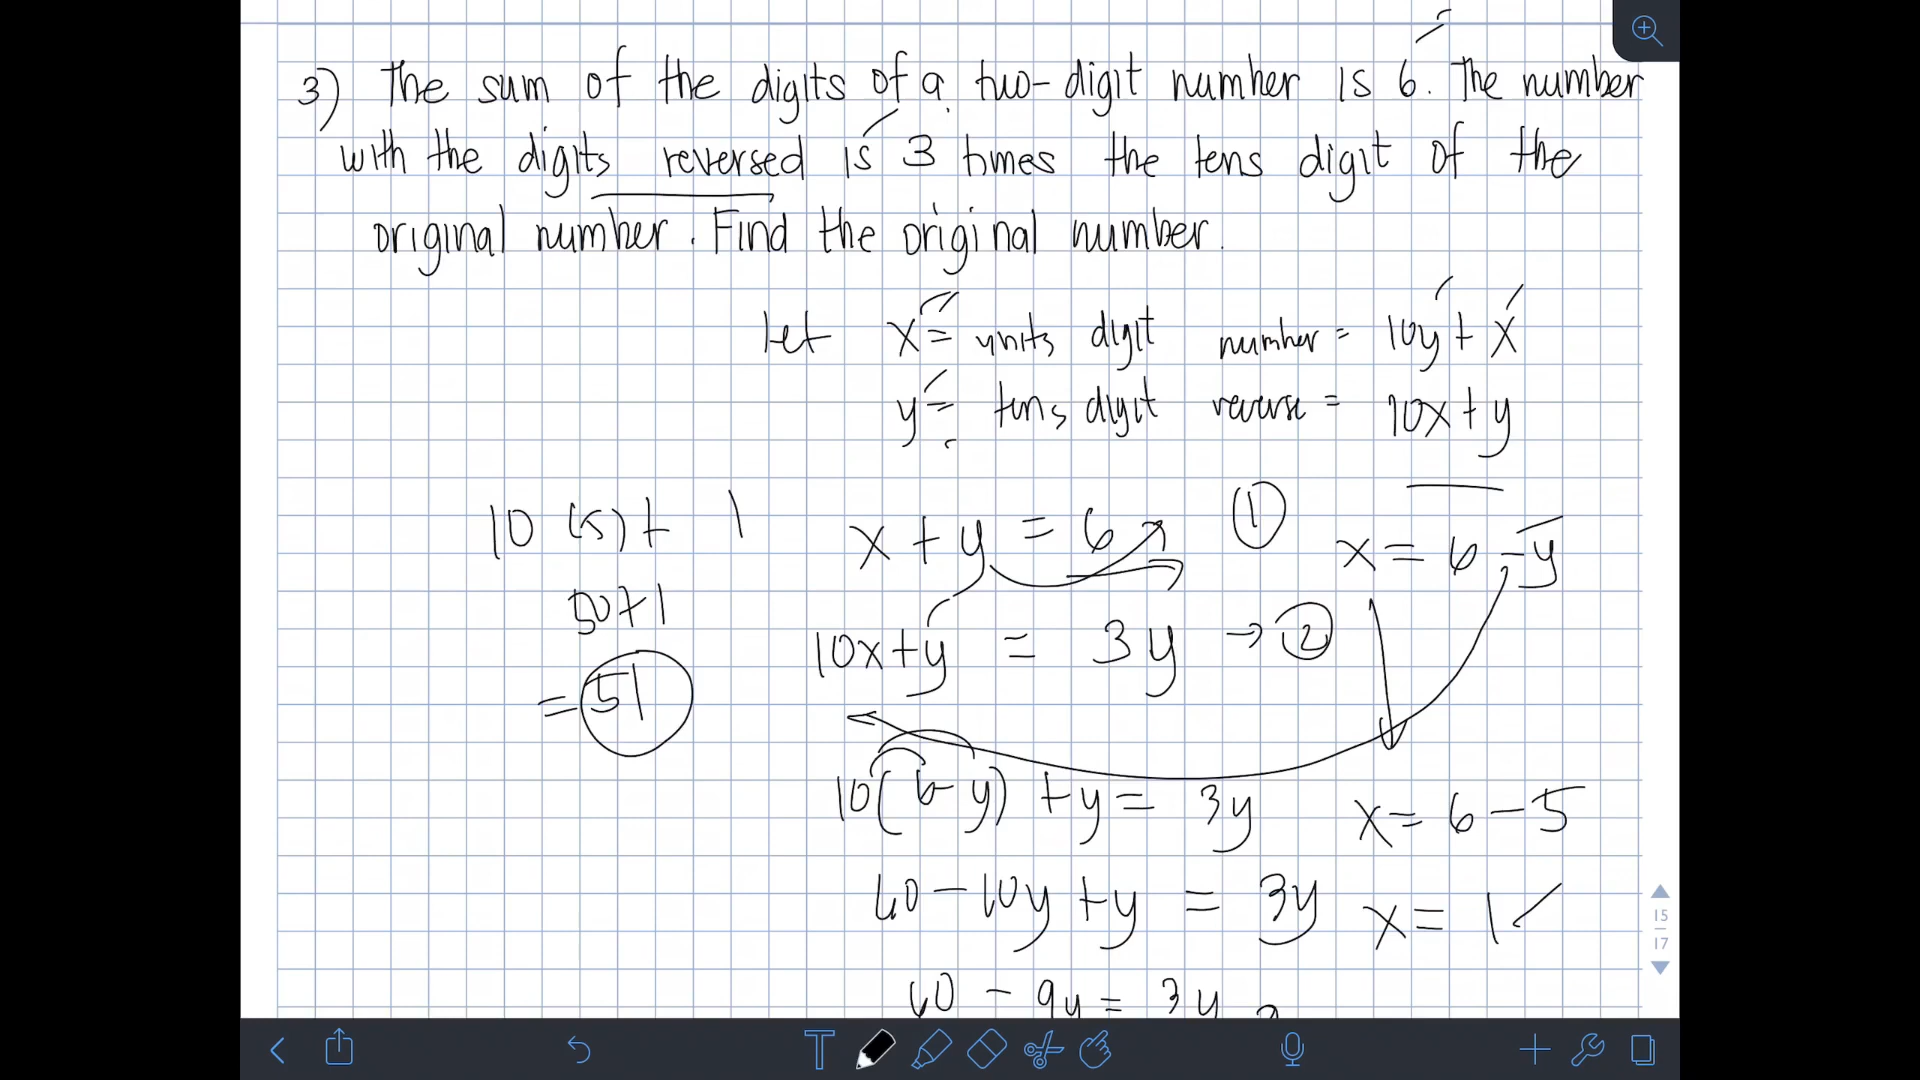 3) The sum of the digits of a two-digit number is 6. The number
with the digits reversed is 3 times the tens digit of the
original number. Find the original number.
let x = units digit number = 10y + x
y = tens digit reverse = 10x + y
10 (5) + 1
50 + 1
= 51
x + y = 6 ①
10x + y = 3y → ②
10(6 - y) + y = 3y
60 - 10y + y = 3y
60 - 9y = 3y
x = 6 - y
x = 6 - 5
x = 1
15
17
T